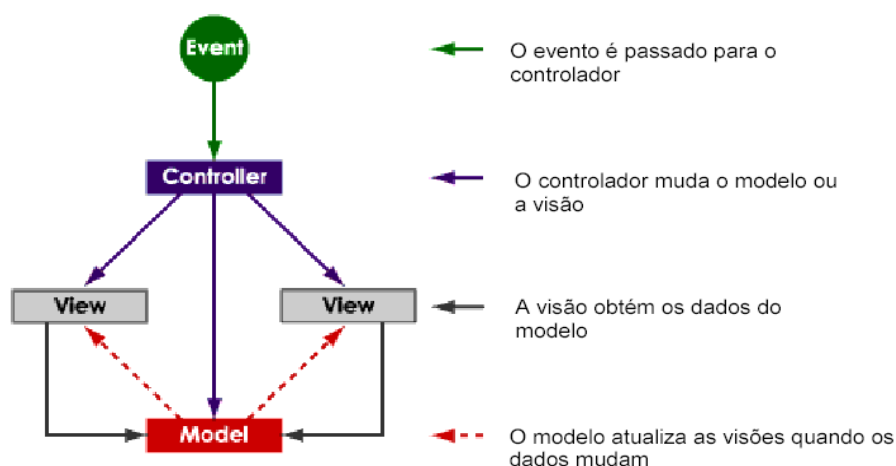 Event
O evento é passado para o
controlador
Controller
O controlador muda o modelo ou
a visão
View
View
A visão obtém os dados do
modelo
Model
O modelo atualiza as visões quando os
dados mudam